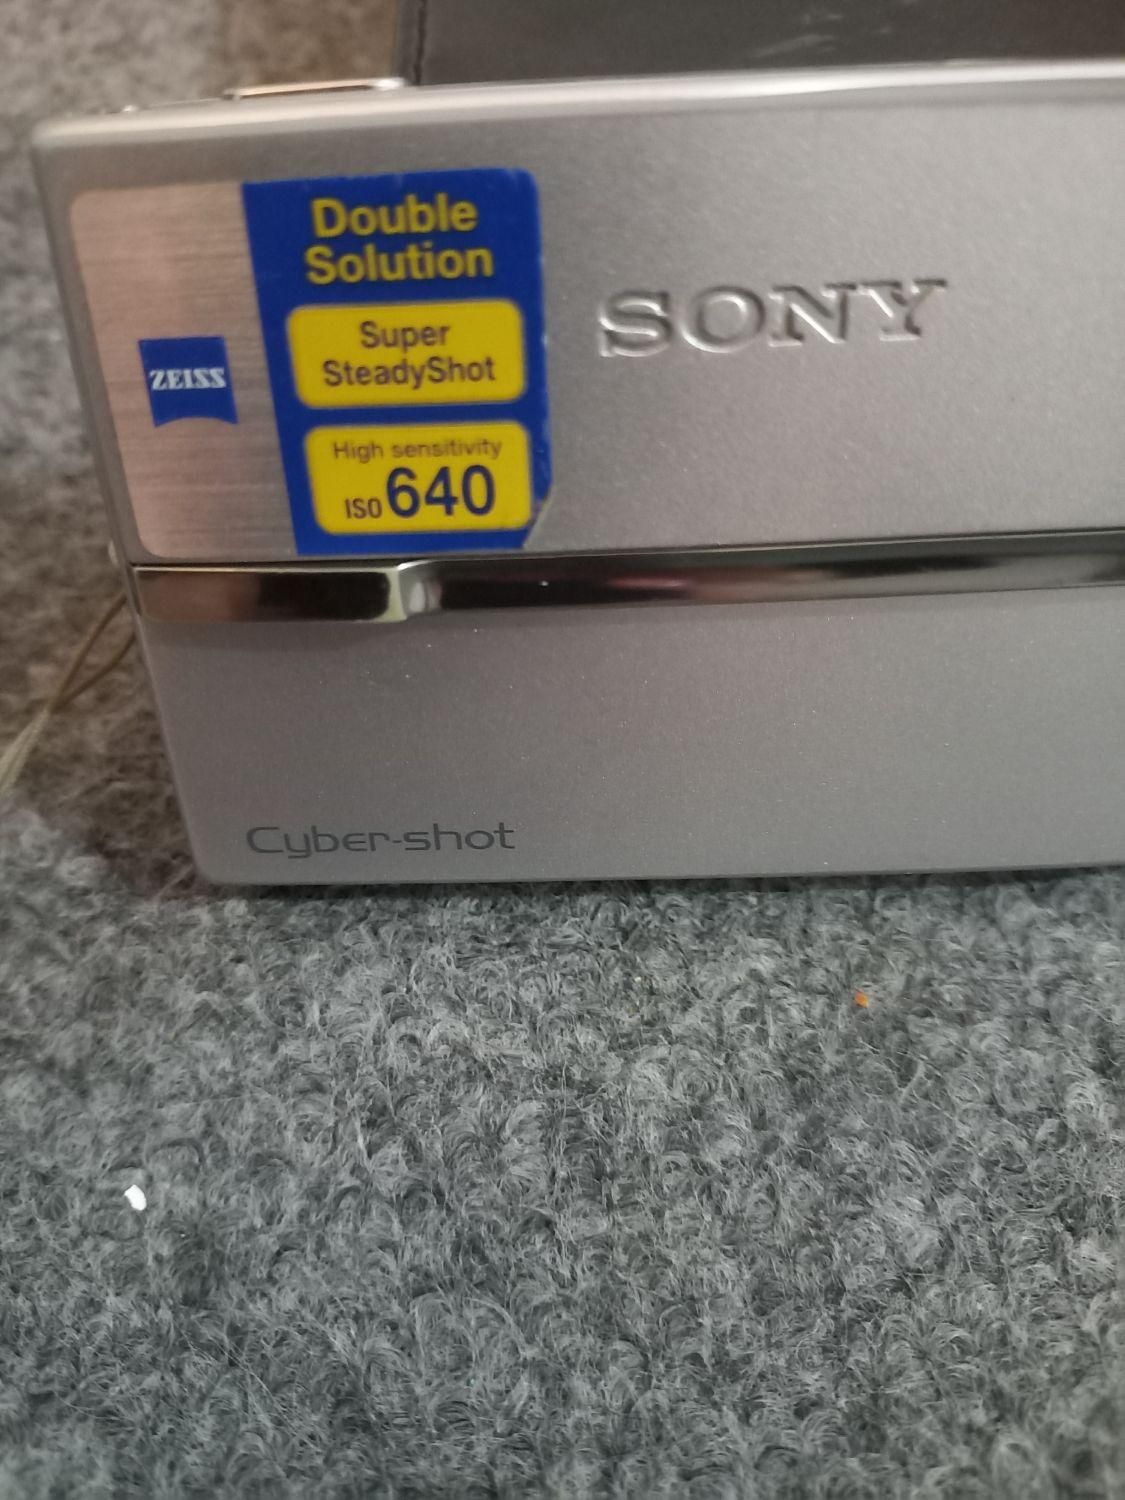 Double
Solution
Super
SteadyShot
High sensitivity
ISO 640
ZEISS
SONY
Cyber-shot